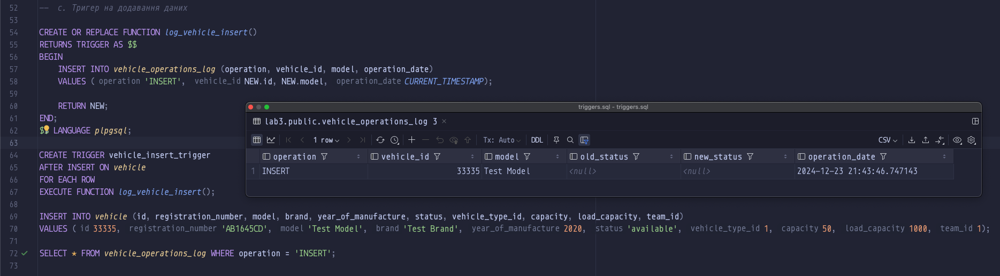 52 -- c. Тригер на додавання даних
53
54 CREATE OR REPLACE FUNCTION log_vehicle_insert()
55 RETURNS TRIGGER AS $$
56 BEGIN
57 INSERT INTO vehicle_operations_log (operation, vehicle_id, model, operation_date)
58 VALUES ( operation 'INSERT', vehicle_id NEW.id, NEW.model, operation_date CURRENT_TIMESTAMP);
59
60 RETURN NEW;
61 END;
62 $$ LANGUAGE plpgsql;
63
64 CREATE TRIGGER vehicle_insert_trigger
65 AFTER INSERT ON vehicle
66 FOR EACH ROW
67 EXECUTE FUNCTION log_vehicle_insert();
68
69 INSERT INTO vehicle (id, registration_number, model, brand, year_of_manufacture, status, vehicle_type_id, capacity, load_capacity, team_id)
70 VALUES ( id 33335, registration_number 'AB1645CD', model 'Test Model', brand 'Test Brand', year_of_manufacture 2020, status 'available', vehicle_type_id 1, capacity 50, load_capacity 1000, team_id 1);
71
72 SELECT * FROM vehicle_operations_log WHERE operation = 'INSERT';
73
triggers.sql – triggers.sql
lab3.public.vehicle_operations_log 3
1 row Tx: Auto DDL CSV
operation vehicle_id model old_status new_status operation_date
1 INSERT 33335 Test Model <null> <null> 2024-12-23 21:43:46.747143